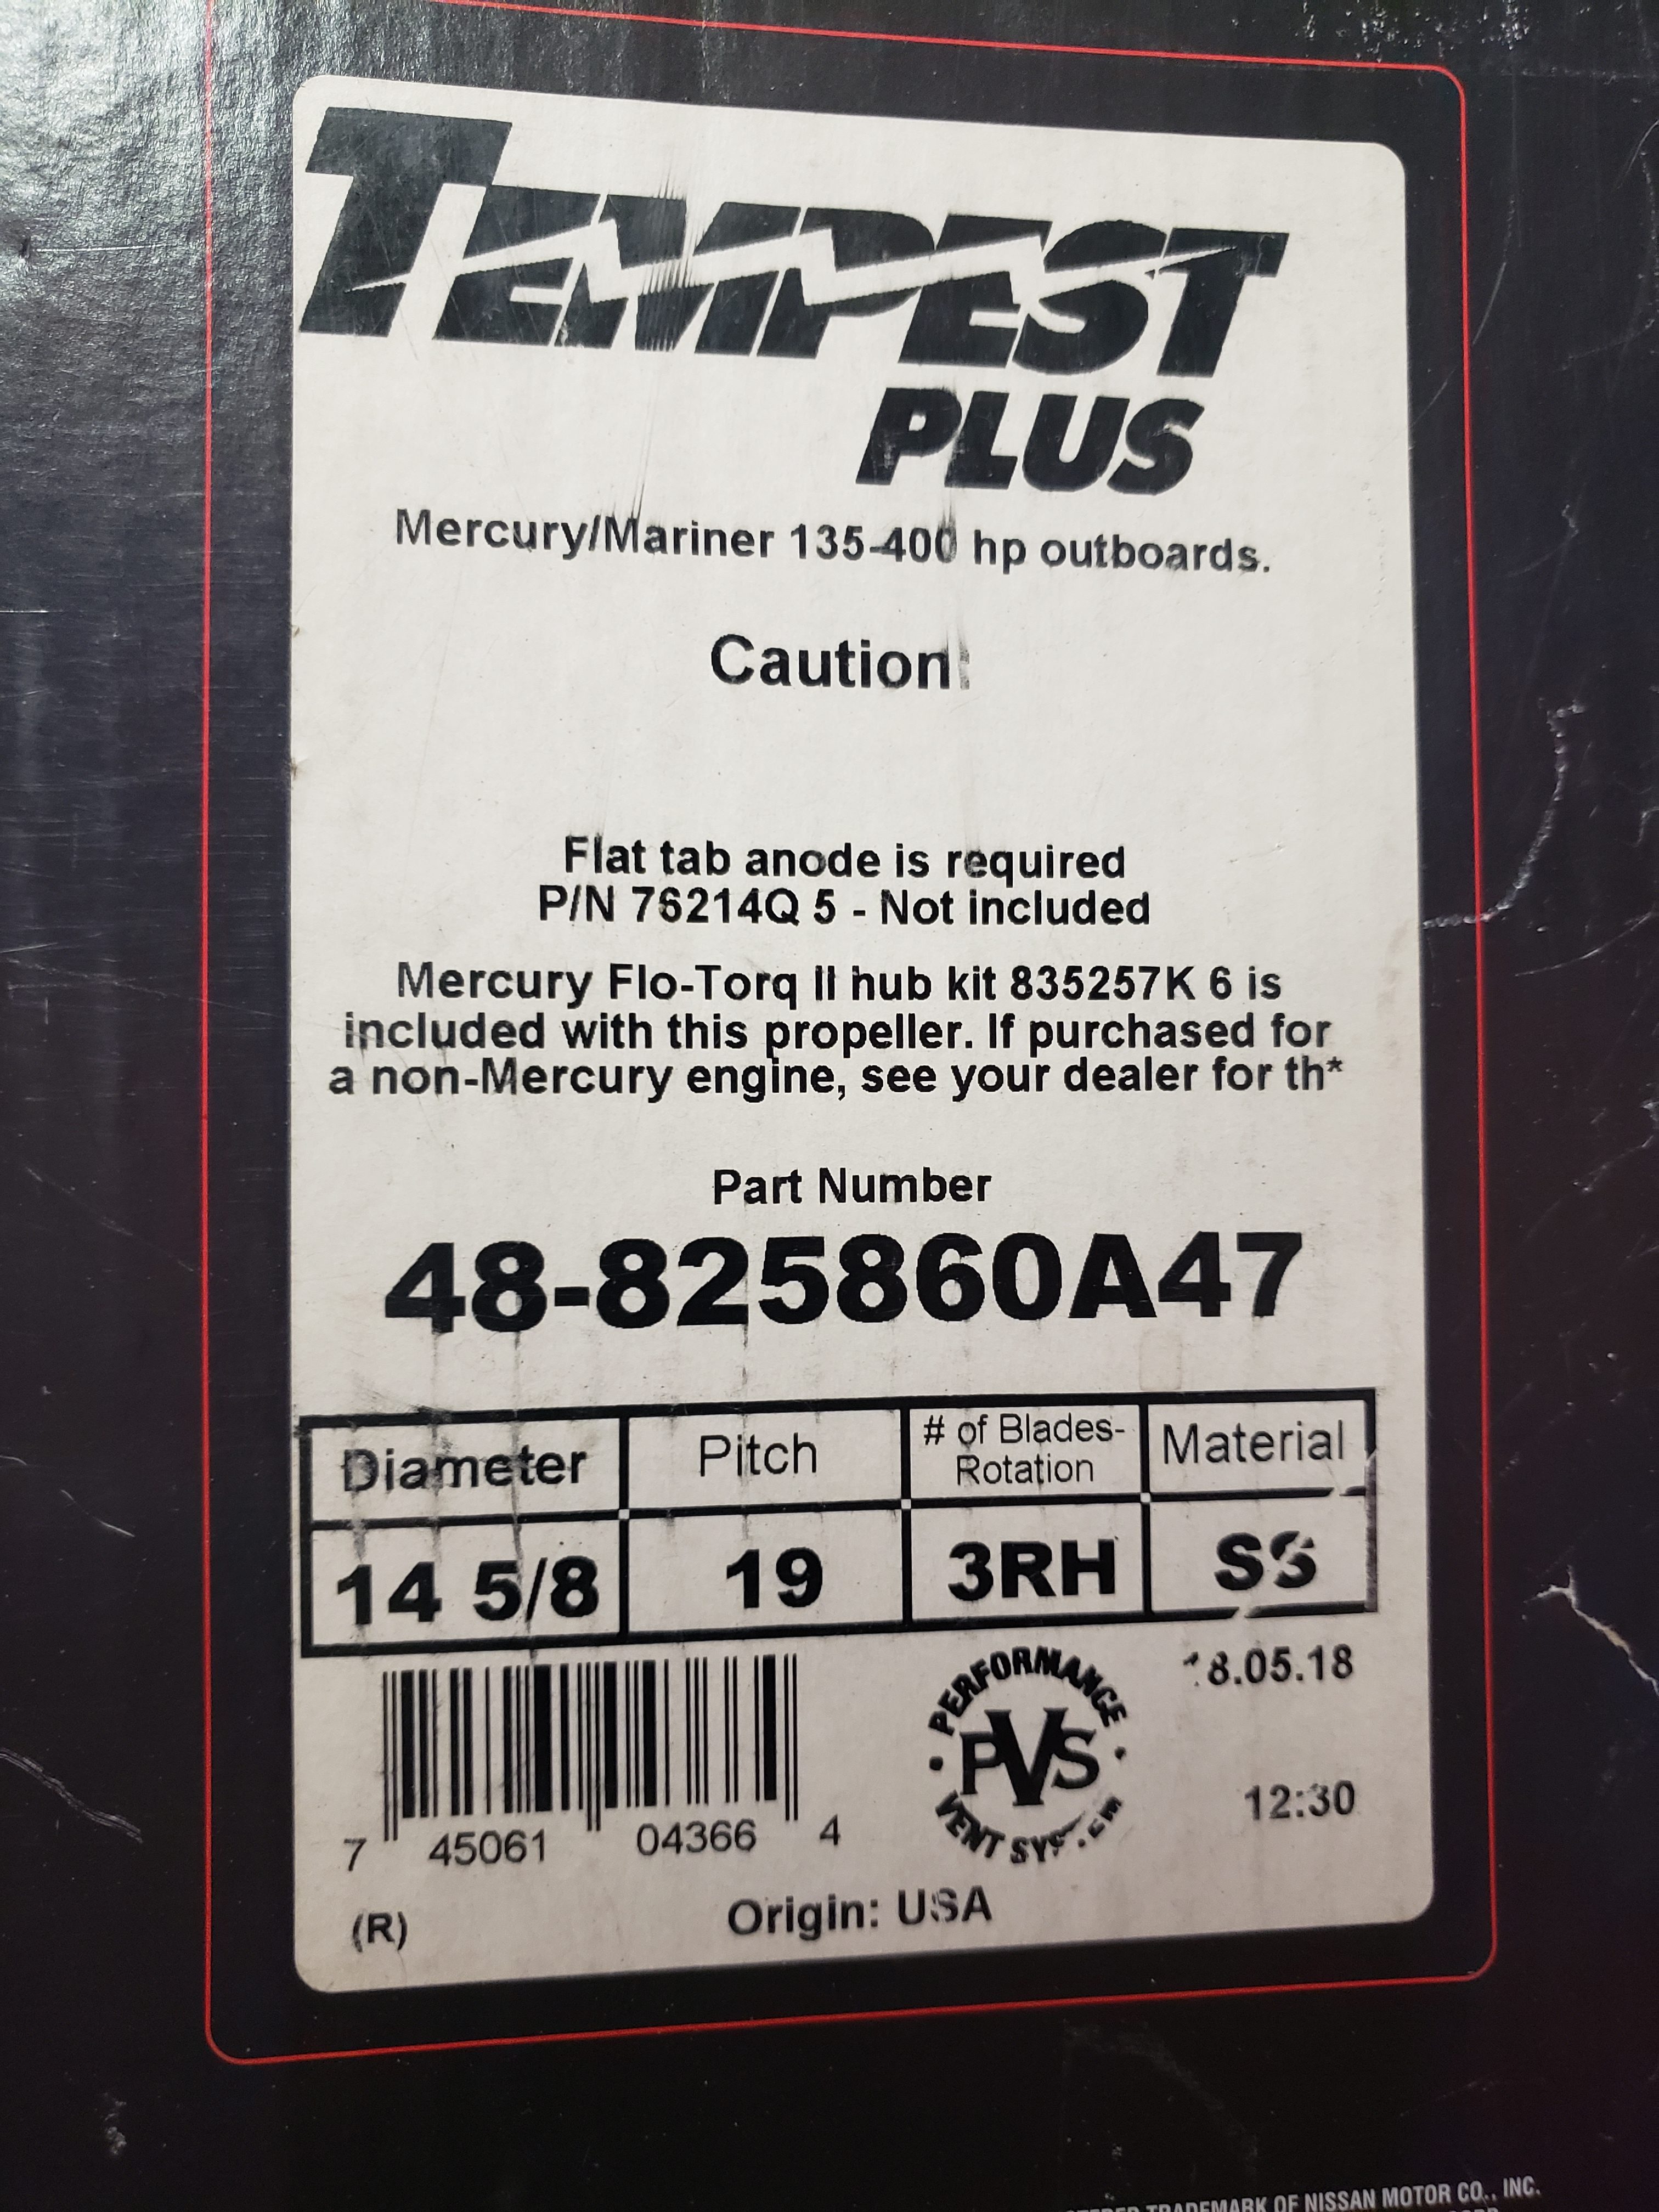 TEMPEST
PLUS
Mercury/Mariner 135-400 hp outboards.
Caution:
Flat tab anode is required
P/N 76214Q 5 - Not included
Mercury Flo-Torq II hub kit 835257K 6 is
included with this propeller. If purchased for
a non-Mercury engine, see your dealer for th*
Part Number
48-825860A47
Diameter Pitch # of Blades- Material
Rotation
14 5/8 19 3RH SS
PERFORMANCE
PVS
VENT SYSTEM
18.05.18
12:30
7 45061 04366 4
(R) Origin: USA
TRADEMARK OF NISSAN MOTOR CO., INC.